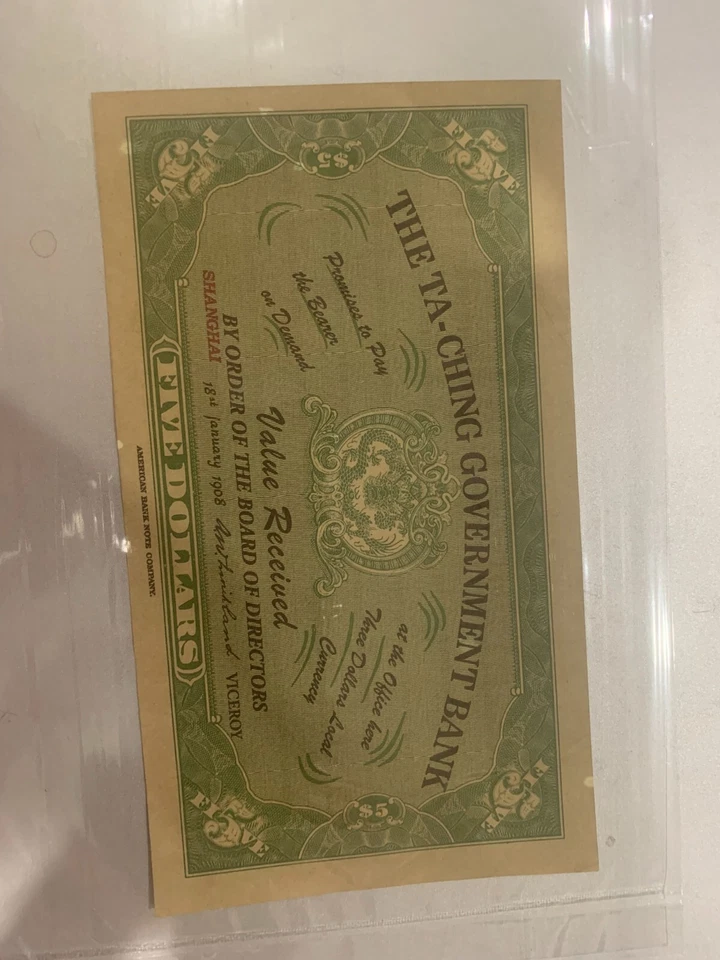 FIVE
$5
FIVE
THE TA-CHING GOVERNMENT BANK
Promises to Pay
the Bearer
on Demand
at the Office here
Three Dollars Local
Currency
Value Received
BY ORDER OF THE BOARD OF DIRECTORS
SHANGHAI 18st January 1908 VICEROY
FIVE
$5
FIVE
FIVE DOLLARS
AMERICAN BANK NOTE COMPANY.